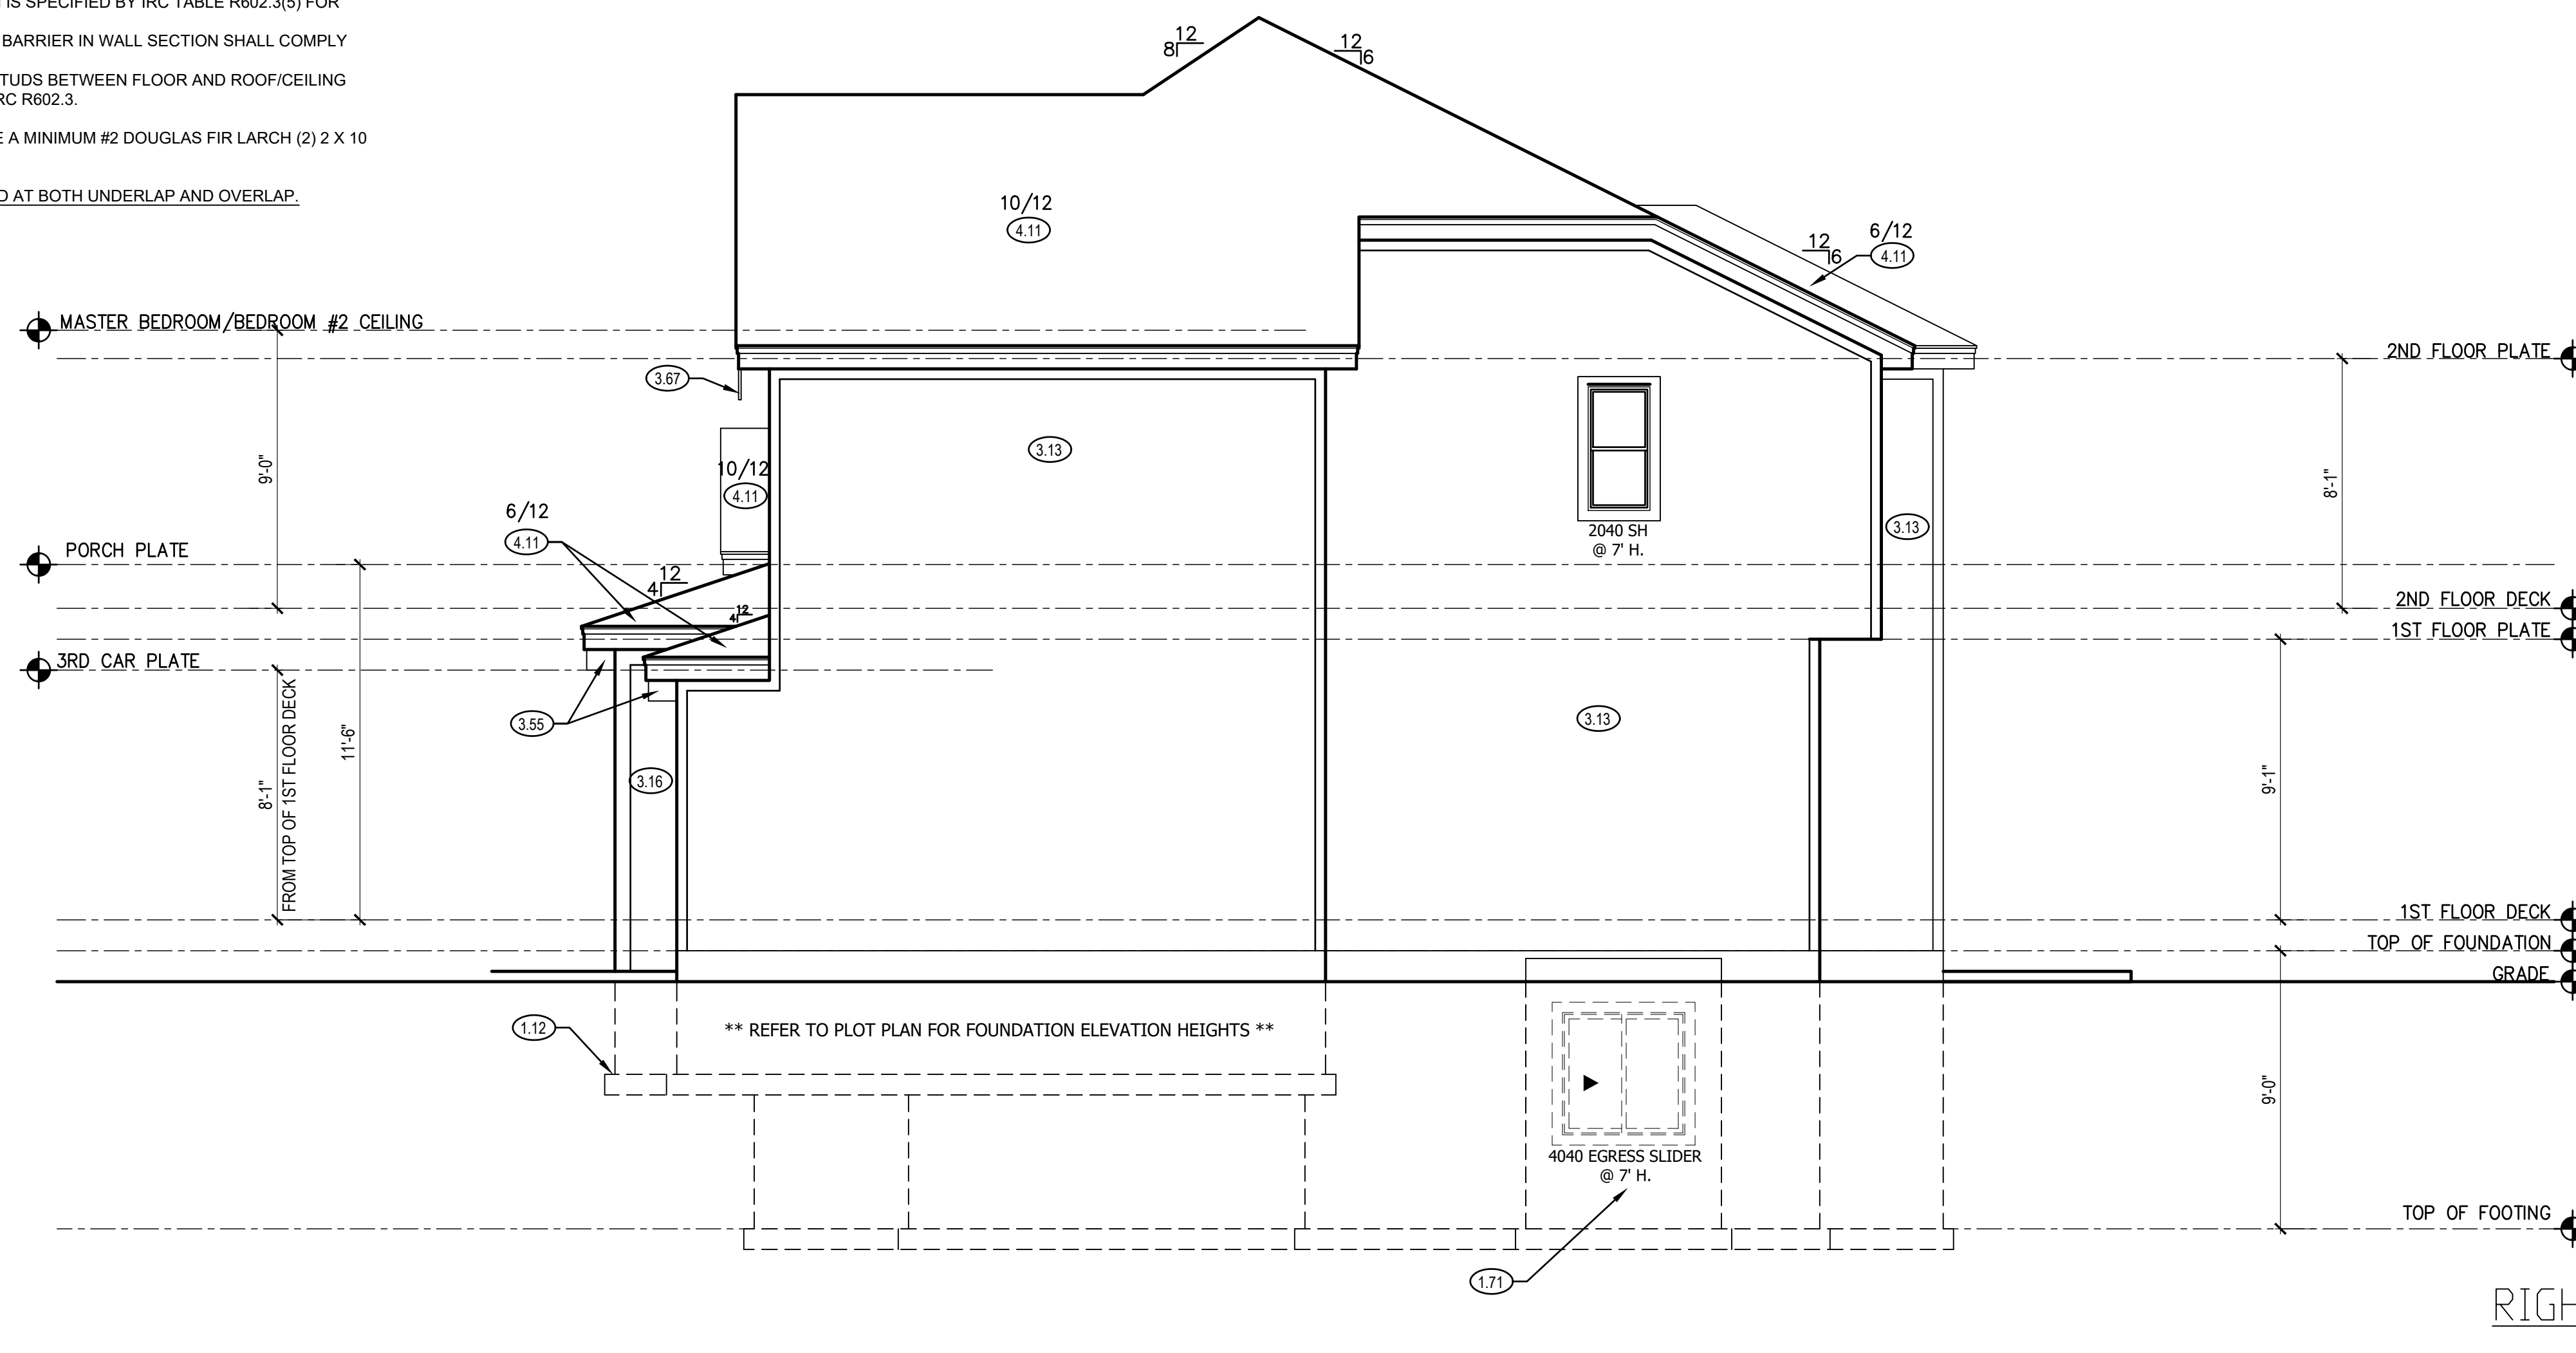 IS SPECIFIED BY IRC TABLE R602.3(5) FOR
BARRIER IN WALL SECTION SHALL COMPLY
TUDS BETWEEN FLOOR AND ROOF/CEILING
RC R602.3.
E A MINIMUM #2 DOUGLAS FIR LARCH (2) 2 X 10
D AT BOTH UNDERLAP AND OVERLAP.
12
8
12
6
10/12
4.11
12
6
6/12
4.11
MASTER BEDROOM/BEDROOM #2 CEILING
2ND FLOOR PLATE
3.67
3.13
9'-0"
10/12
4.11
8'-1"
6/12
4.11
2040 SH
@ 7' H.
3.13
PORCH PLATE
12
4
12
4
2ND FLOOR DECK
1ST FLOOR PLATE
3RD CAR PLATE
3.55
3.13
11'-6"
8'-1"
FROM TOP OF 1ST FLOOR DECK
3.16
9'-1"
1ST FLOOR DECK
TOP OF FOUNDATION
GRADE
1.12
** REFER TO PLOT PLAN FOR FOUNDATION ELEVATION HEIGHTS **
9'-0"
4040 EGRESS SLIDER
@ 7' H.
TOP OF FOOTING
1.71
RIGH